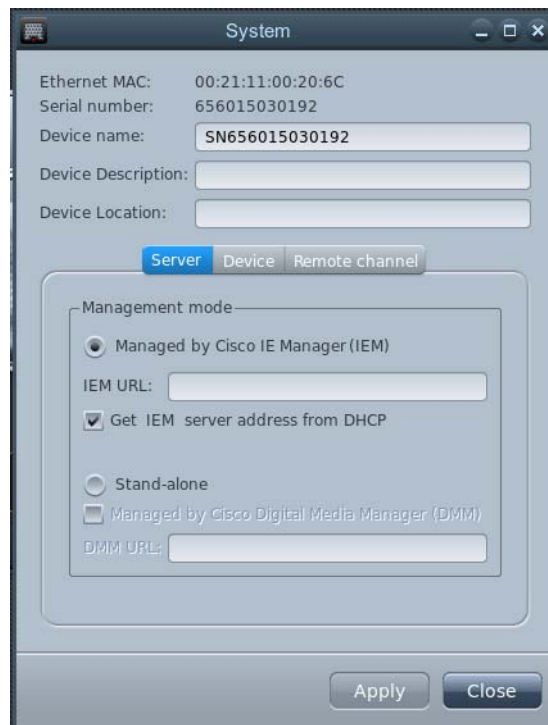 System
Ethernet MAC: 00:21:11:00:20:6C
Serial number: 656015030192
Device name: SN656015030192
Device Description:
Device Location:
Server Device Remote channel
Management mode
Managed by Cisco IE Manager (IEM)
IEM URL:
Get IEM server address from DHCP
Stand-alone
Managed by Cisco Digital Media Manager (DMM)
DMM URL:
Apply Close